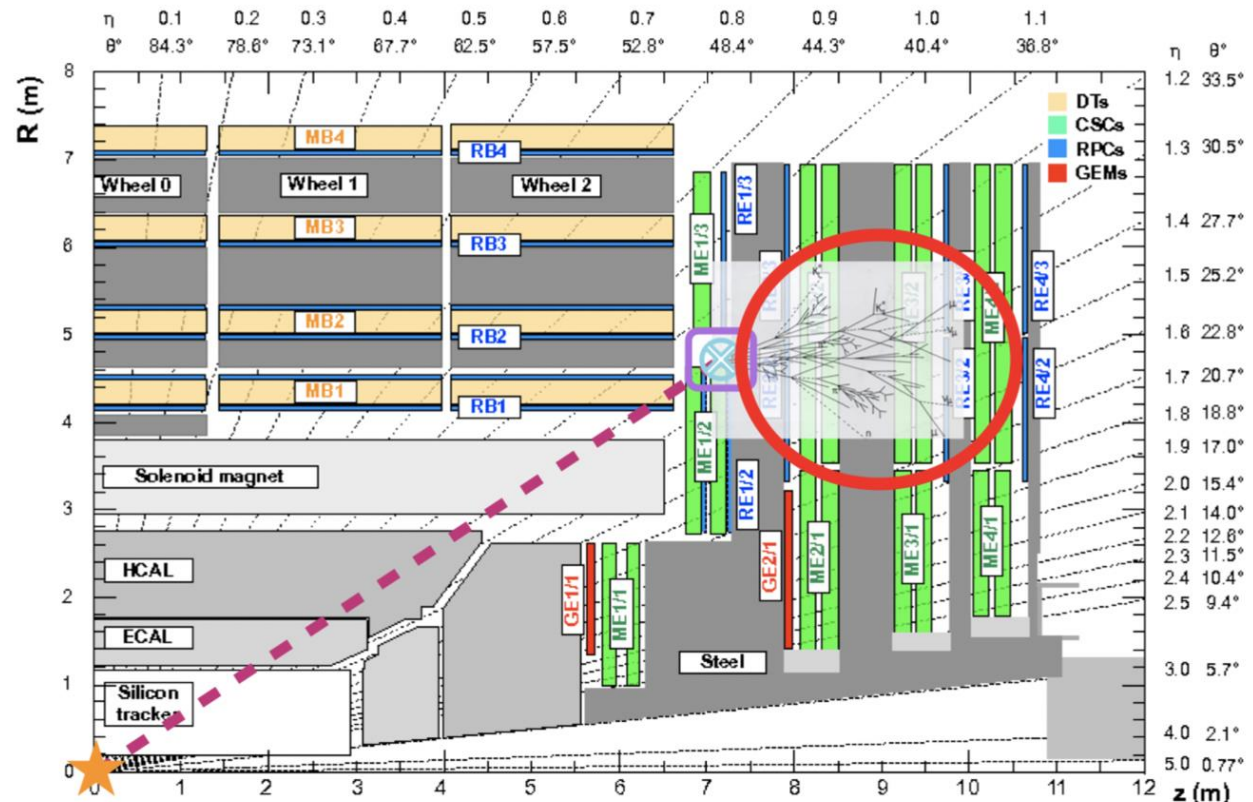 η 0.1 0.2 0.3 0.4 0.5 0.6 0.7 0.8 0.9 1.0 1.1
θ° 84.3° 78.6° 73.1° 67.7° 62.5° 57.5° 52.8° 48.4° 44.3° 40.4° 36.8° η θ°
R (m)
8
7
6
5
4
3
2
1
0
1.2 33.5°
1.3 30.5°
1.4 27.7°
1.5 25.2°
1.6 22.8°
1.7 20.7°
1.8 18.8°
1.9 17.0°
2.0 15.4°
2.1 14.0°
2.2 12.6°
2.3 11.5°
2.4 10.4°
2.5 9.4°
3.0 5.7°
4.0 2.1°
5.0 0.77°
DTs
CSCs
RPCs
GEMs
MB4
RB4
Wheel 0 Wheel 1 Wheel 2
MB3
RB3
MB2
RB2
MB1
RB1
Solenoid magnet
HCAL
ECAL
Silicon
tracker
Steel
ME1/3
RE1/3
ME1/2
RE1/2
GE1/1
ME1/1
GE2/1
ME2/1
ME3/1
ME4/1
RE4/3
RE4/2
0 1 2 3 4 5 6 7 8 9 10 11 12
z (m)